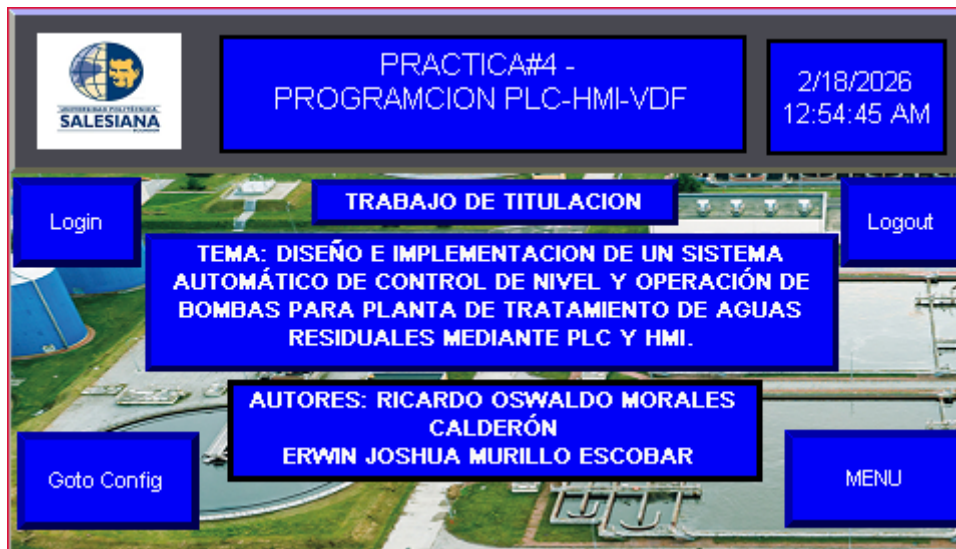 UNIVERSIDAD POLITÉCNICA
SALESIANA
ECUADOR
PRACTICA#4 -
PROGRAMCION PLC-HMI-VDF
2/18/2026
12:54:45 AM
Login
TRABAJO DE TITULACION
Logout
TEMA: DISEÑO E IMPLEMENTACION DE UN SISTEMA
AUTOMÁTICO DE CONTROL DE NIVEL Y OPERACIÓN DE
BOMBAS PARA PLANTA DE TRATAMIENTO DE AGUAS
RESIDUALES MEDIANTE PLC Y HMI.
AUTORES: RICARDO OSWALDO MORALES
CALDERÓN
ERWIN JOSHUA MURILLO ESCOBAR
Goto Config
MENU